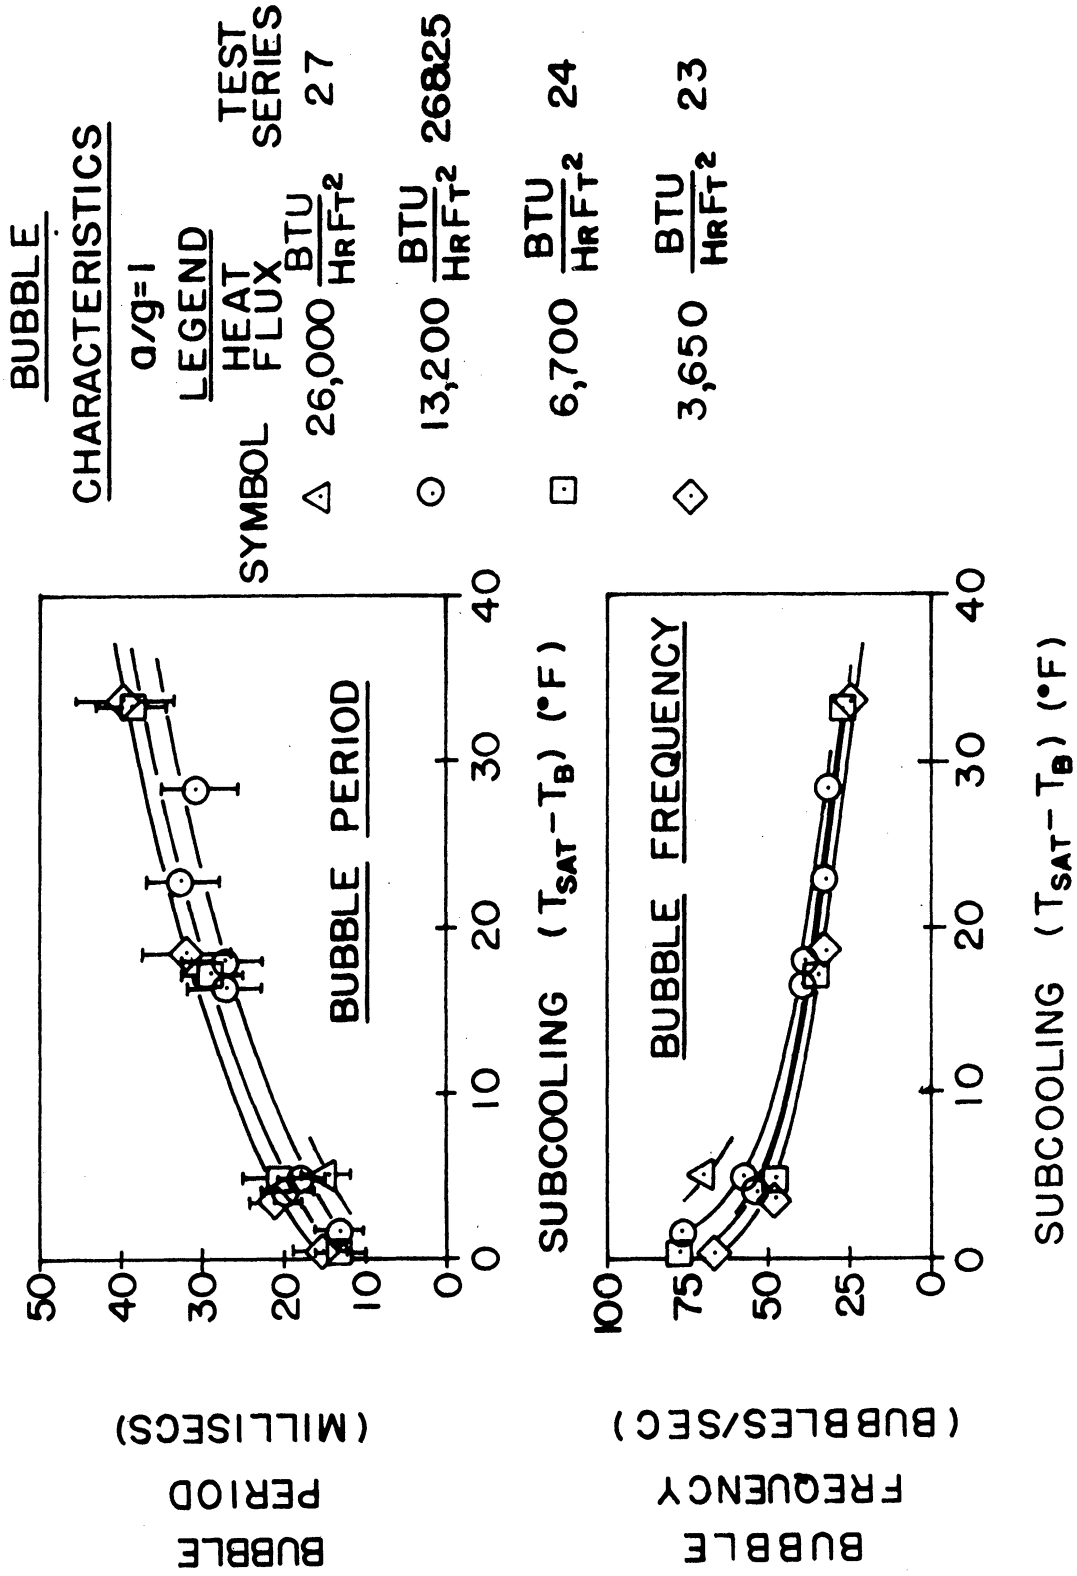 BUBBLE
CHARACTERISTICS
a/g=1
LEGEND
SYMBOL HEAT FLUX TEST SERIES
26,000 BTU/HRFT² 27
13,200 BTU/HRFT² 26&25
6,700 BTU/HRFT² 24
3,650 BTU/HRFT² 23
BUBBLE PERIOD (MILLISECS)
50
40
30
20
10
0
BUBBLE PERIOD
0 10 20 30 40
SUBCOOLING (TSAT–TB) (°F)
BUBBLE FREQUENCY (BUBBLES/SEC)
100
75
50
25
0
BUBBLE FREQUENCY
0 10 20 30 40
SUBCOOLING (TSAT–TB) (°F)